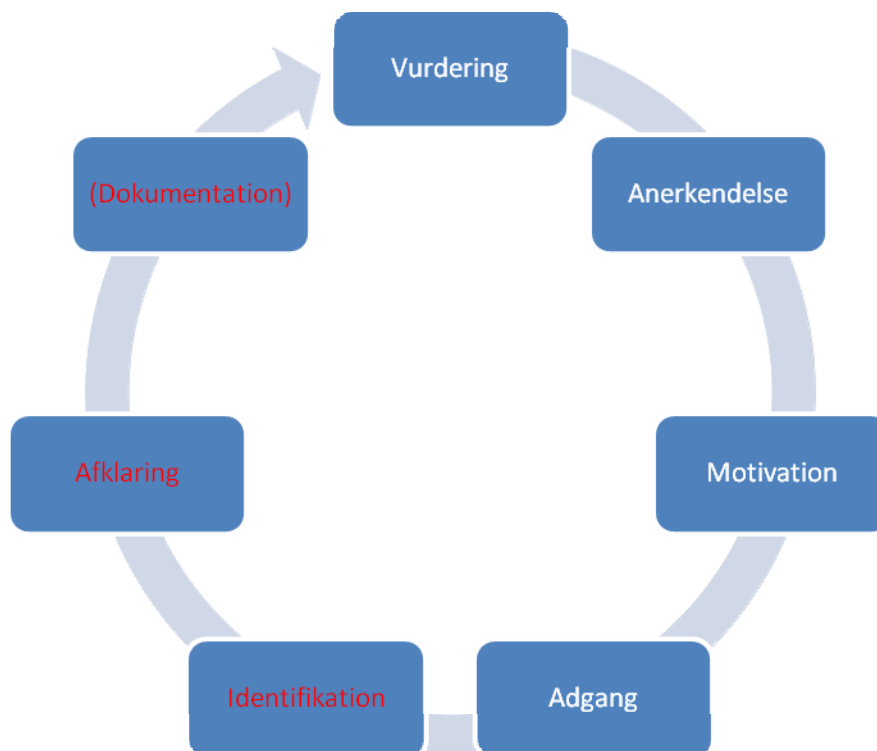 Vurdering
Anerkendelse
Motivation
Adgang
Identifikation
Afklaring
(Dokumentation)